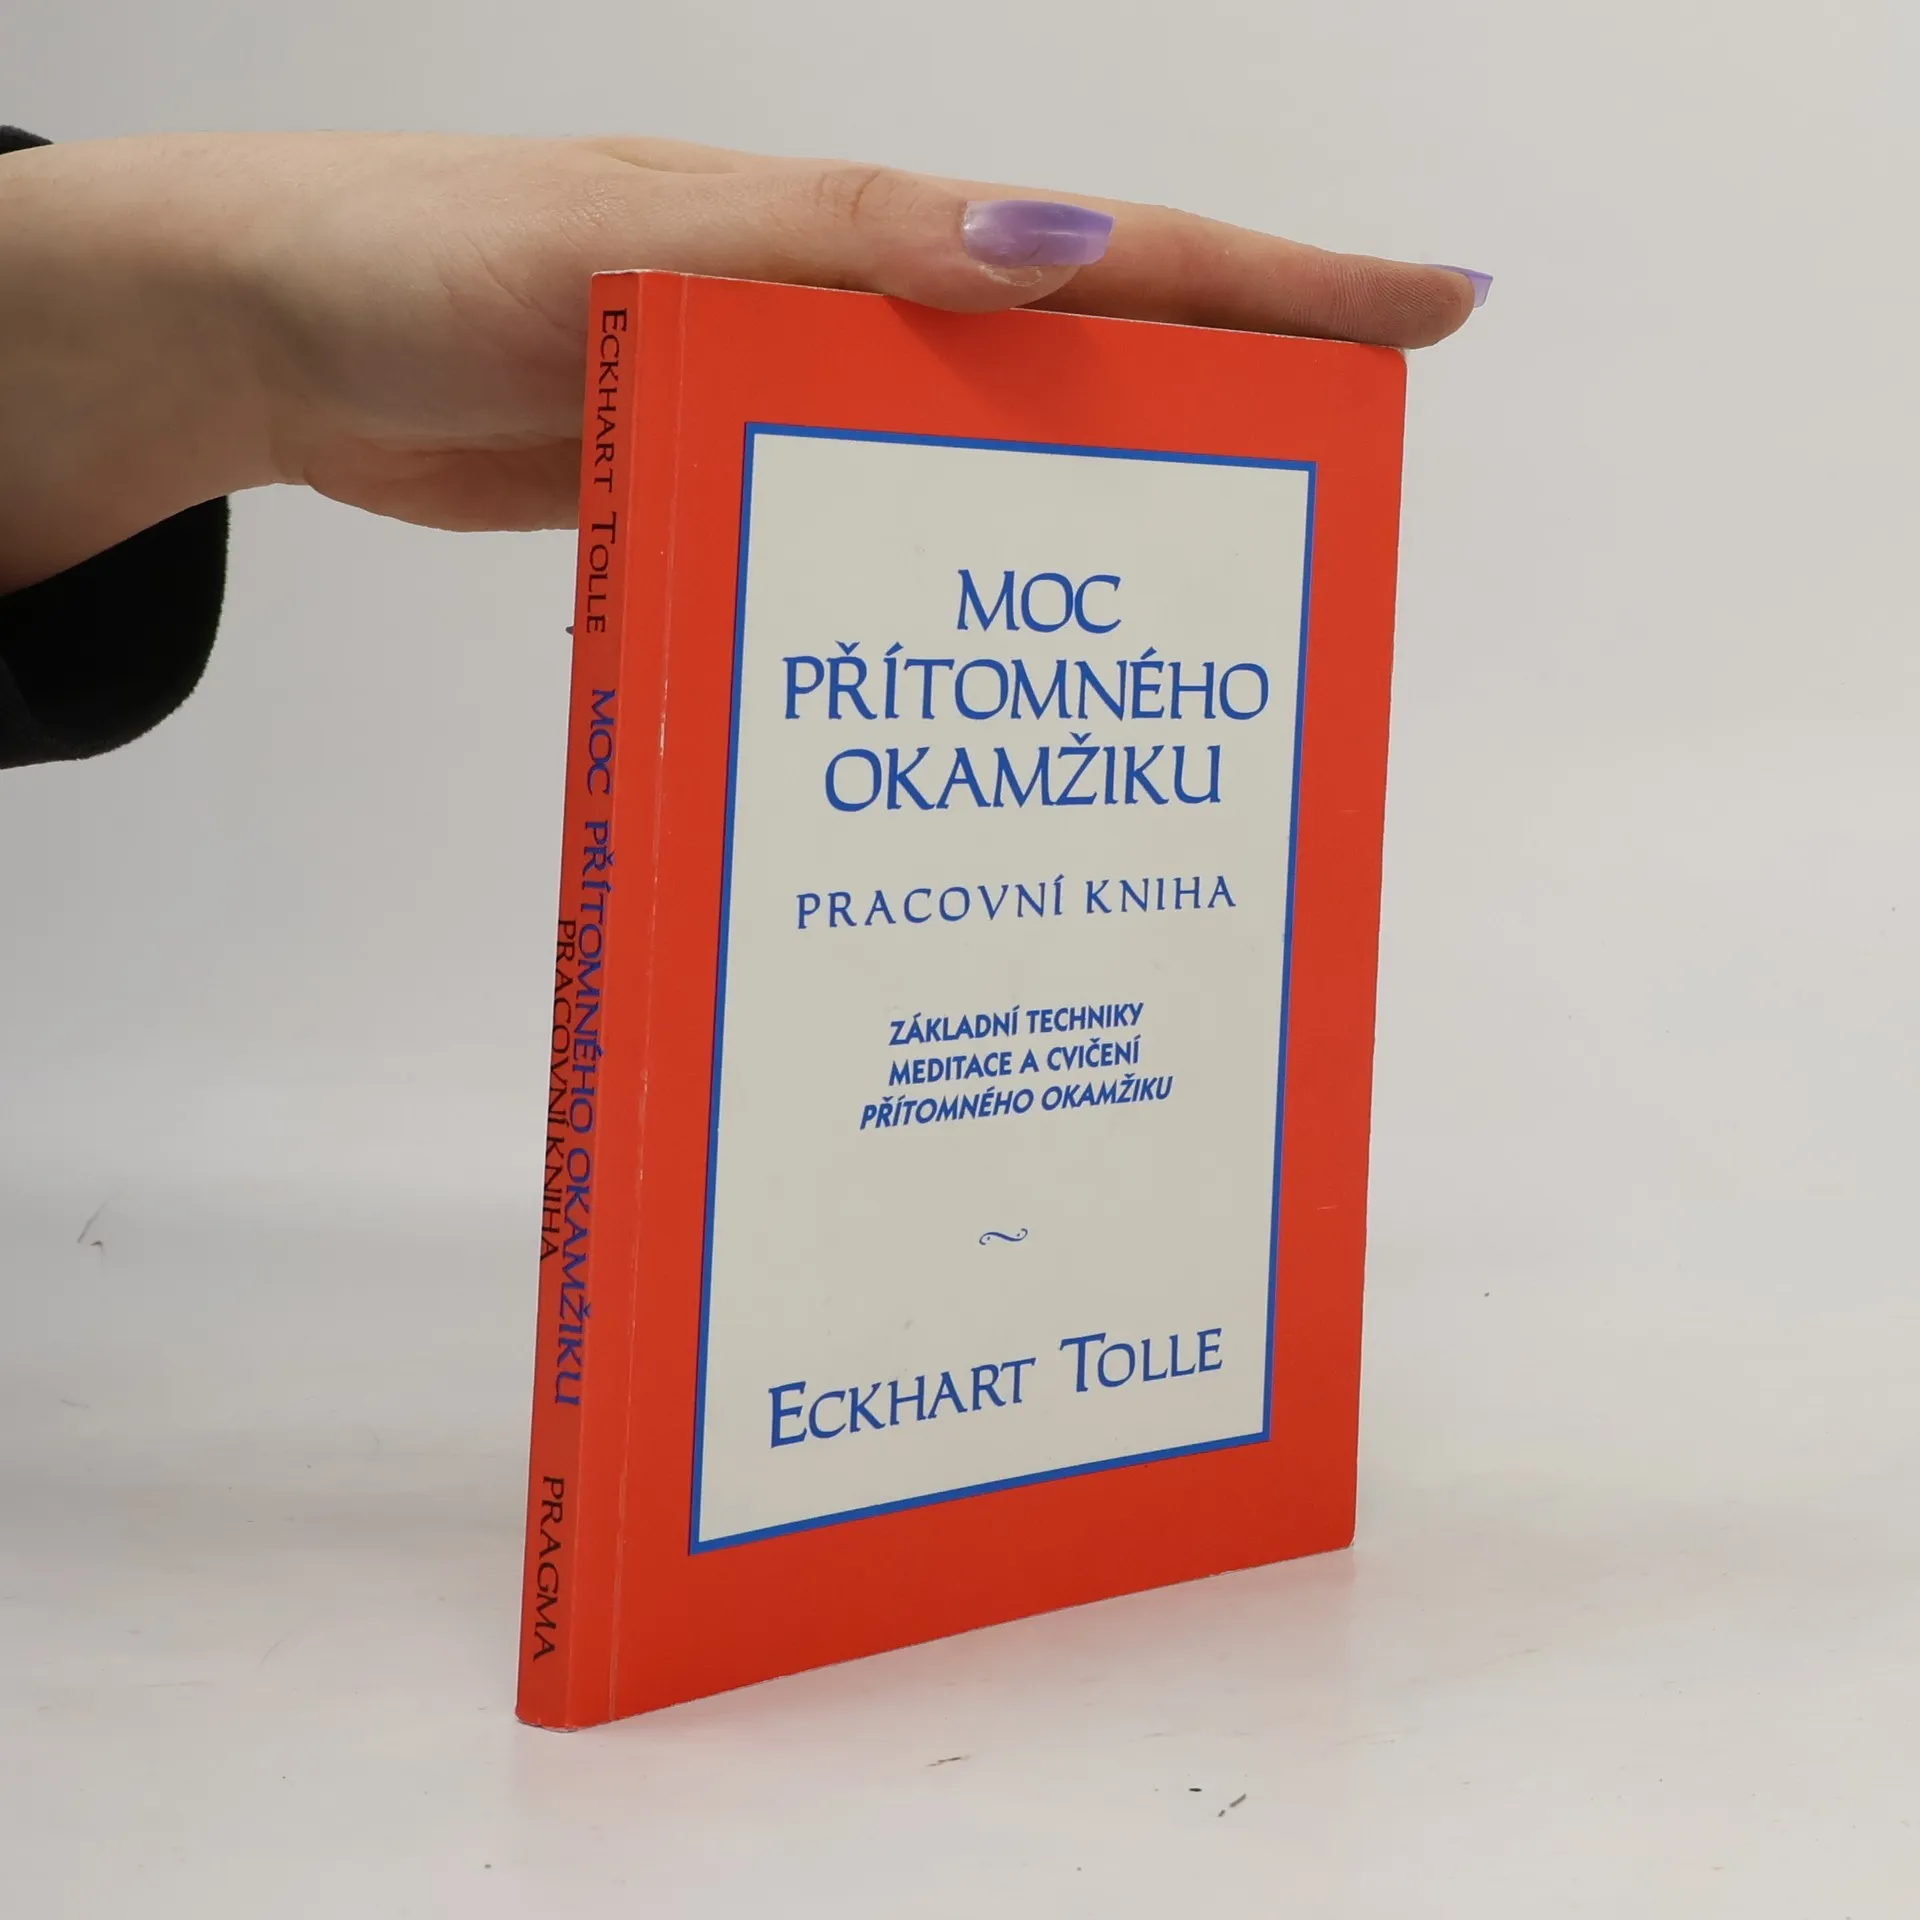 ECKHART TOLLE MOC PŘÍTOMNÉHO OKAMŽIKU
PRACOVNÍ KNIHA
PRAGMA
MOC
PŘÍTOMNÉHO
OKAMŽIKU
PRACOVNÍ KNIHA
ZÁKLADNÍ TECHNIKY
MEDITACE A CVIČENÍ
PŘÍTOMNÉHO OKAMŽIKU
ECKHART TOLLE